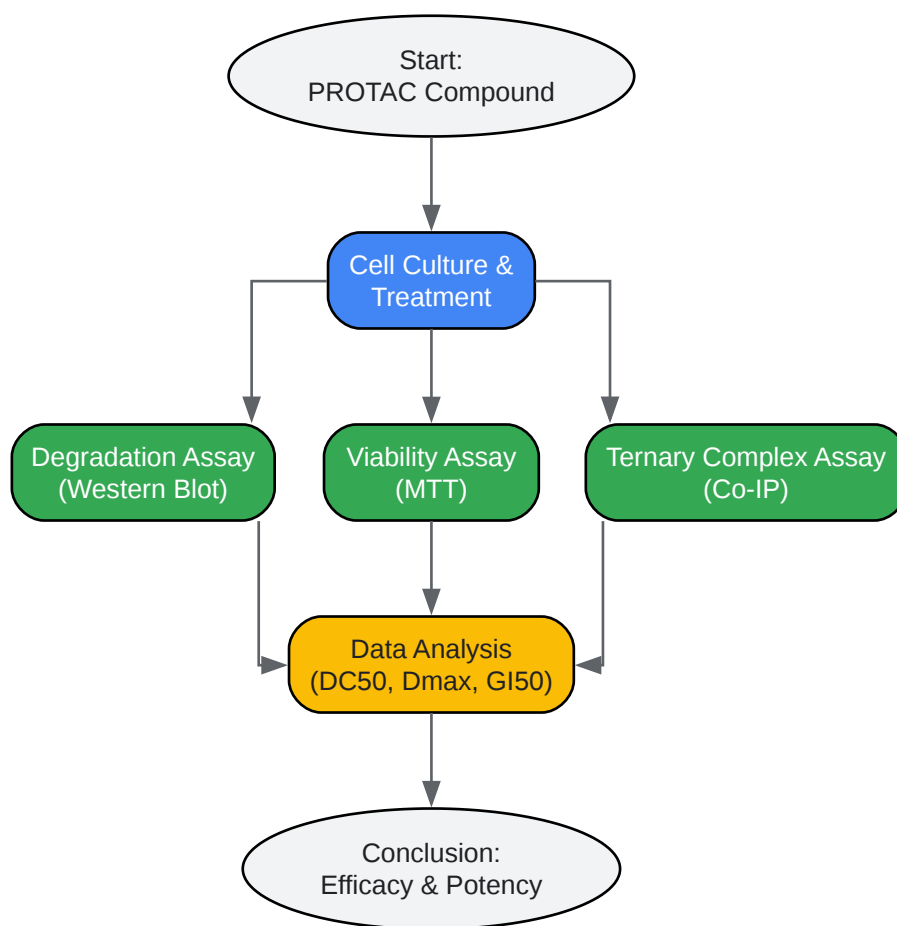 Start:
PROTAC Compound
Cell Culture &
Treatment
Degradation Assay
(Western Blot)
Viability Assay
(MTT)
Ternary Complex Assay
(Co-IP)
Data Analysis
(DC50, Dmax, GI50)
Conclusion:
Efficacy & Potency